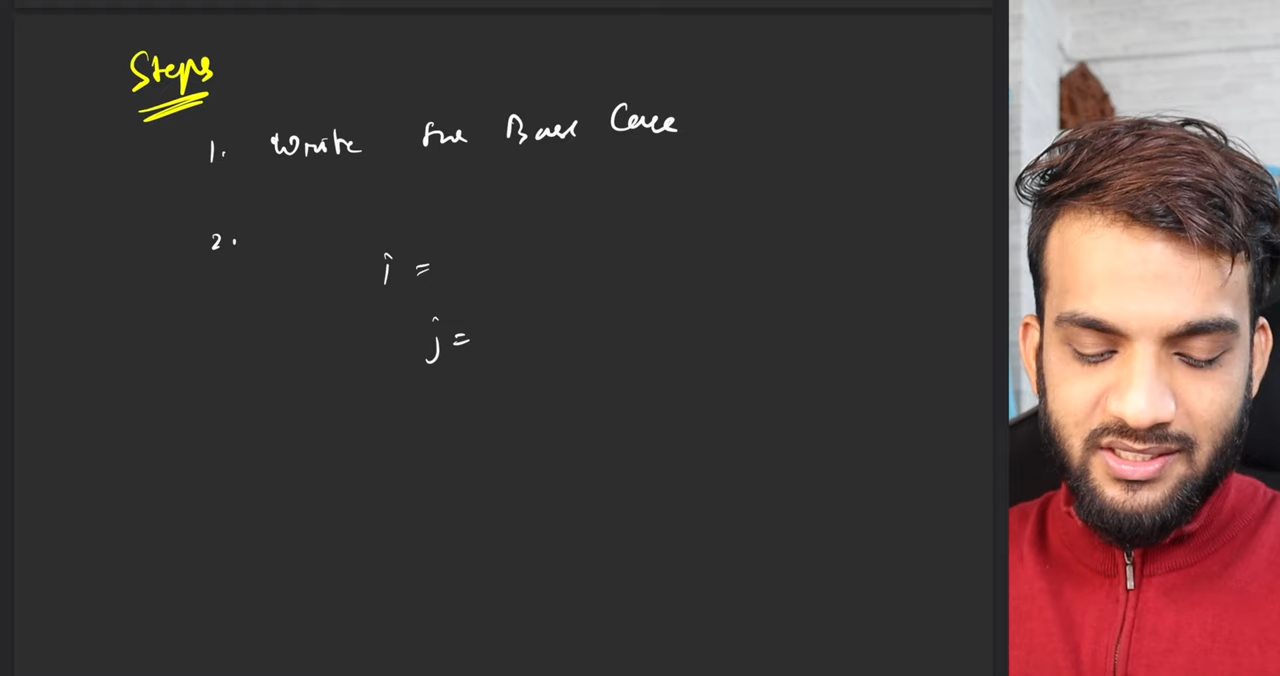 Steps
1. Write the Base Case
2.
i =
j =